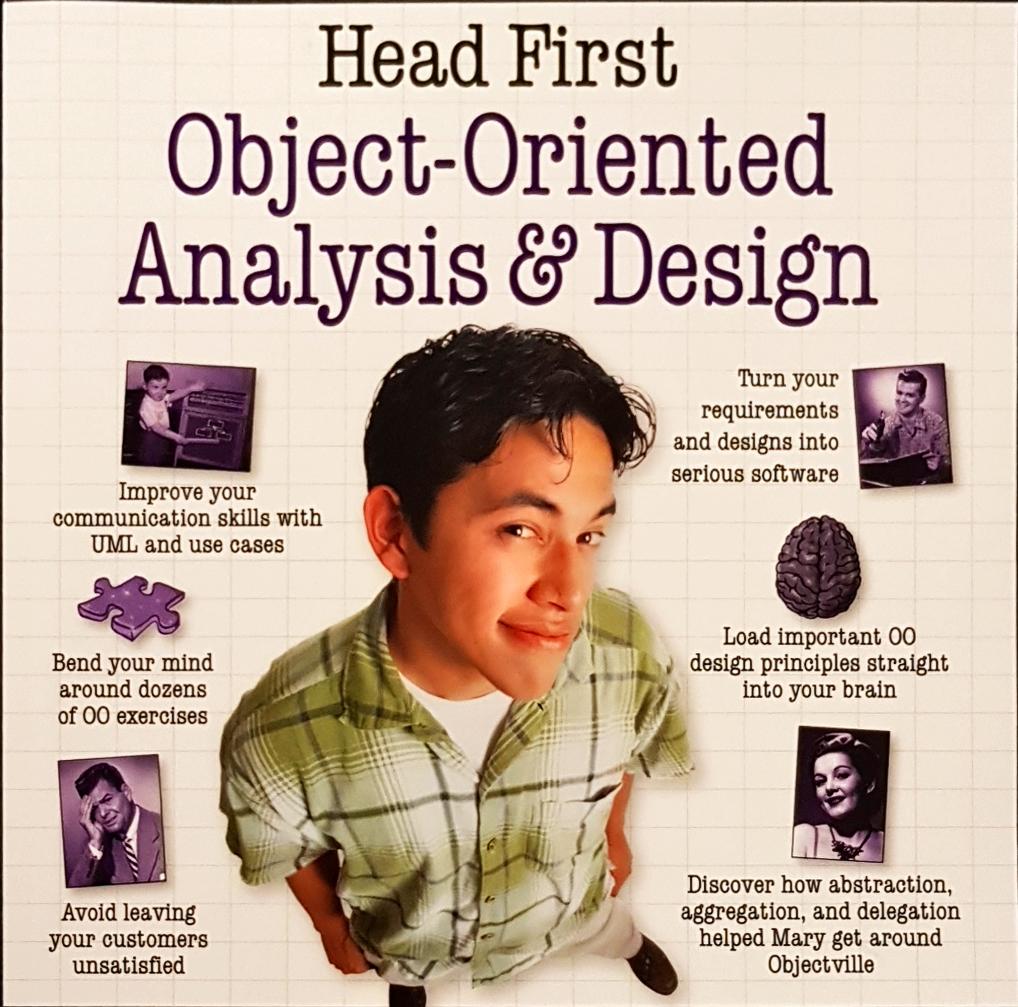 Head First
Object-Oriented
Analysis & Design
Improve your
communication skills with
UML and use cases
Bend your mind
around dozens
of OO exercises
Avoid leaving
your customers
unsatisfied
Turn your
requirements
and designs into
serious software
Load important OO
design principles straight
into your brain
Discover how abstraction,
aggregation, and delegation
helped Mary get around
Objectville